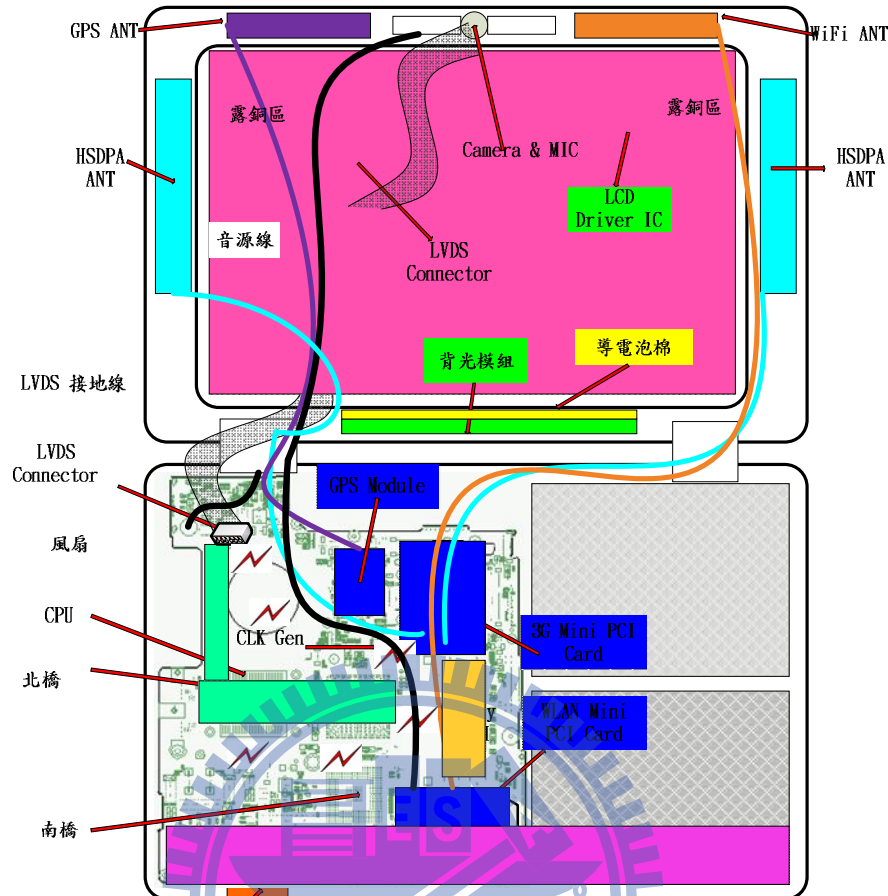 GPS ANT
WiFi ANT
露銅區
露銅區
HSDPA
ANT
Camera & MIC
HSDPA
ANT
LCD
Driver IC
音源線
LVDS
Connector
導電泡棉
背光模組
LVDS 接地線
LVDS
Connector
GPS Module
風扇
CPU
CLK Gen
3G Mini PCI
Card
北橋
WLAN Mini
PCI Card
南橋
ES